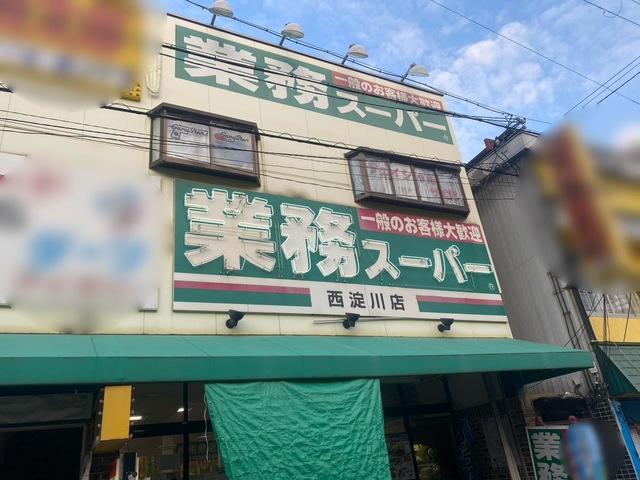 業務スーパー
一般のお客様大歓迎
業務スーパー
一般のお客様大歓迎
®
西淀川店
業務